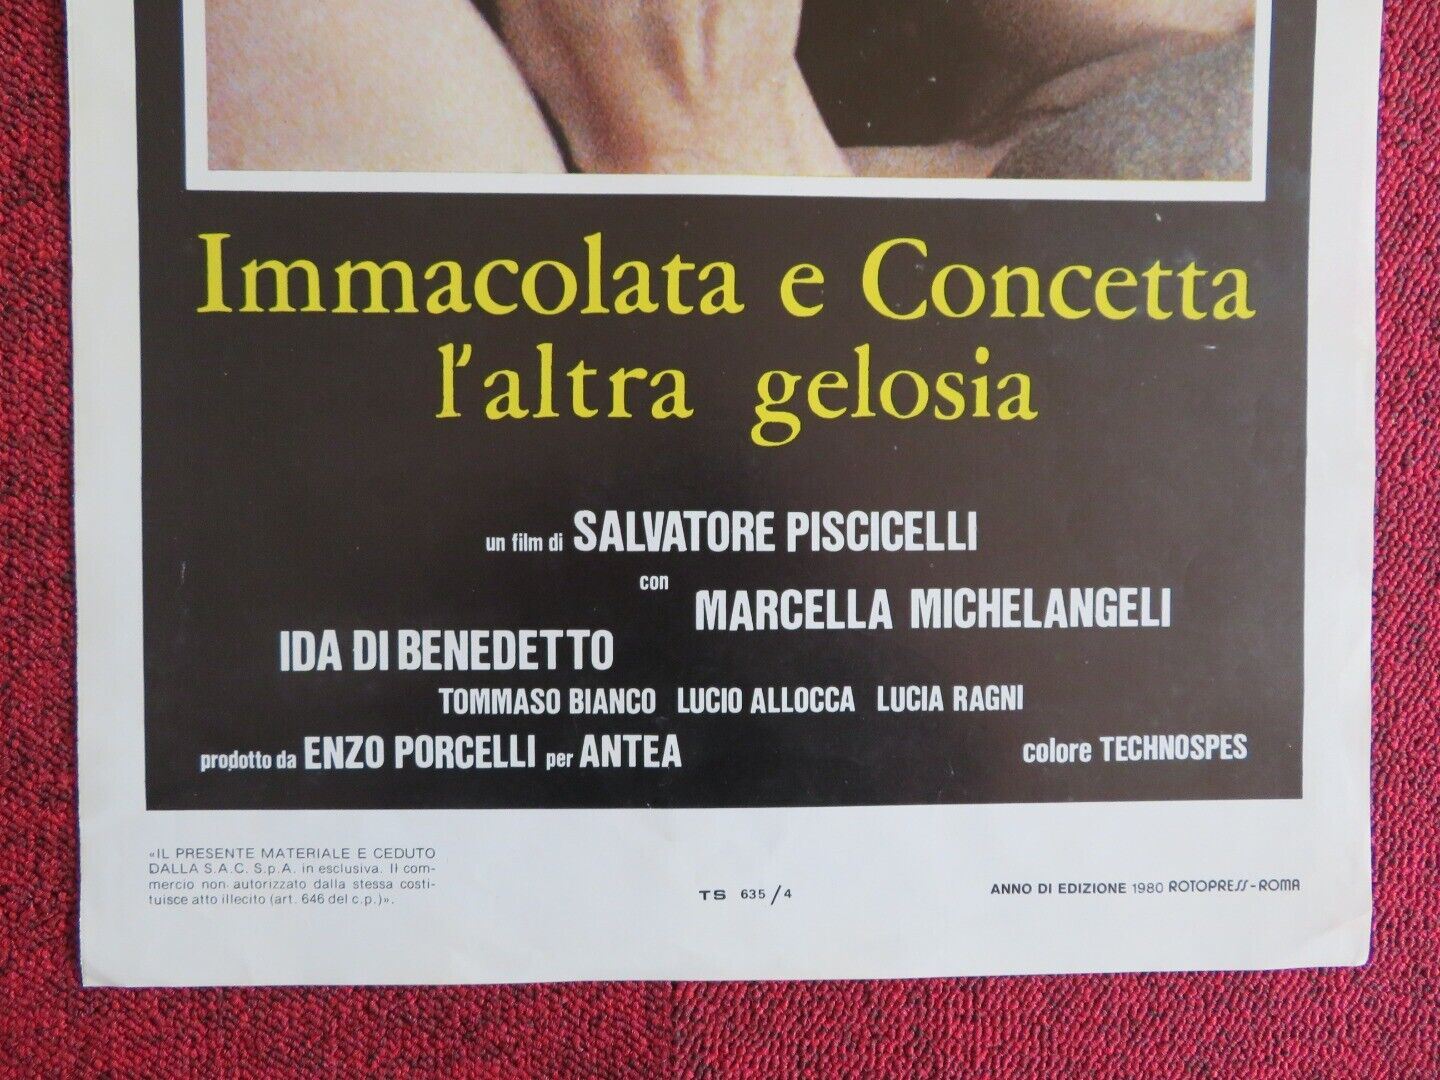 Immacolata e Concetta
l'altra gelosia
un film di SALVATORE PISCICELLI
con
MARCELLA MICHELANGELI
IDA DI BENEDETTO
TOMMASO BIANCO LUCIO ALLOCCA LUCIA RAGNI
prodotto da ENZO PORCELLI per ANTEA
colore TECHNOSPES
«IL PRESENTE MATERIALE E CEDUTO
DALLA S.A.C. S.p.A. in esclusiva. Il com-
mercio non autorizzato dalla stessa costi-
tuisce atto illecito (art. 646 del c.p.)».
TS 635/4
ANNO DI EDIZIONE 1980 ROTOPRESS-ROMA